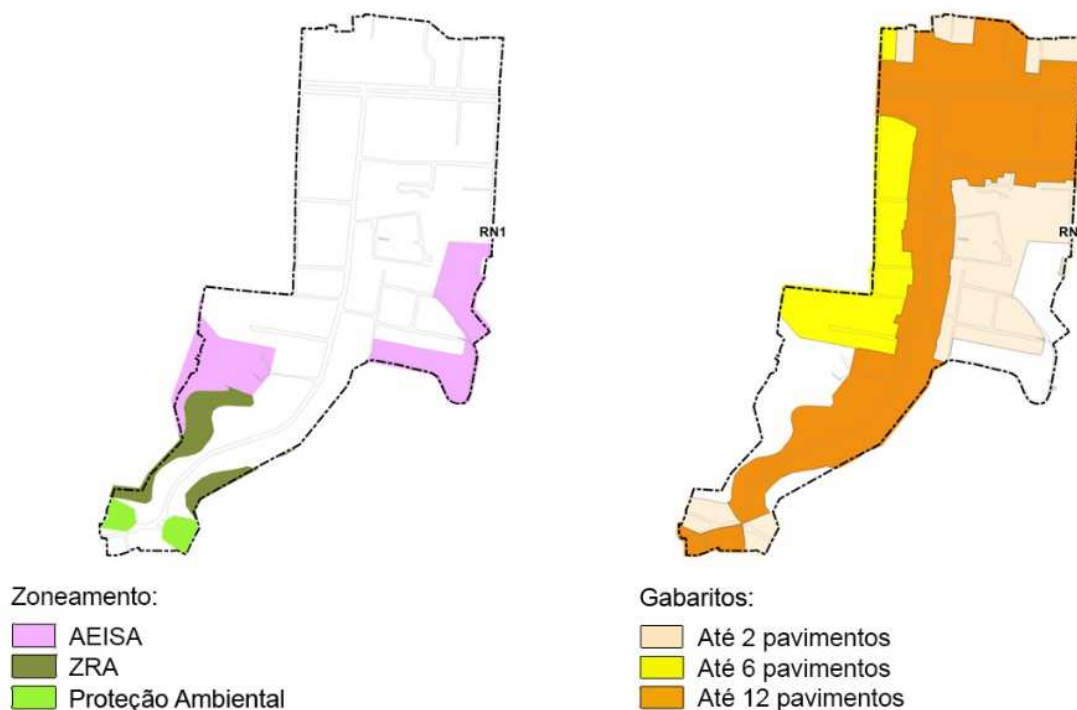 RN1
RN
Zoneamento:
AEISA
ZRA
Proteção Ambiental
Gabaritos:
Até 2 pavimentos
Até 6 pavimentos
Até 12 pavimentos